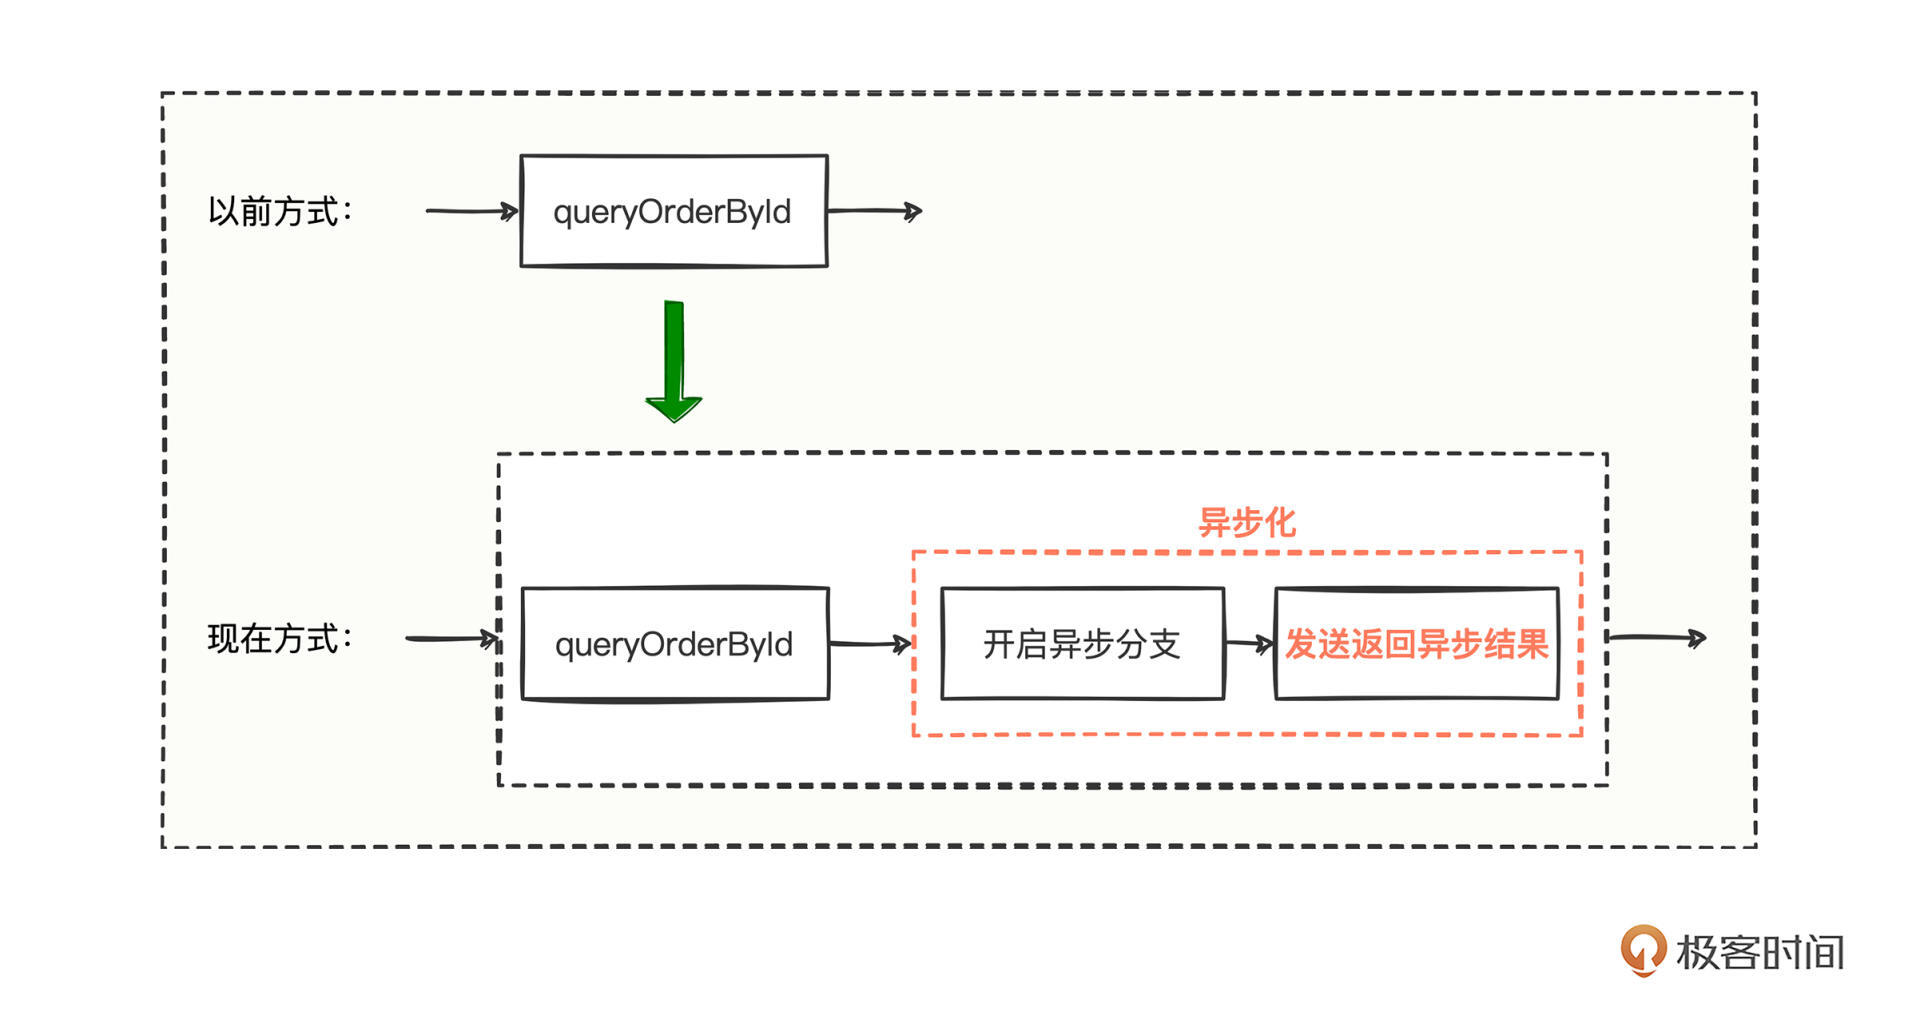 以前方式：
queryOrderById
异步化
现在方式：
queryOrderById
开启异步分支
发送返回异步结果
极客时间